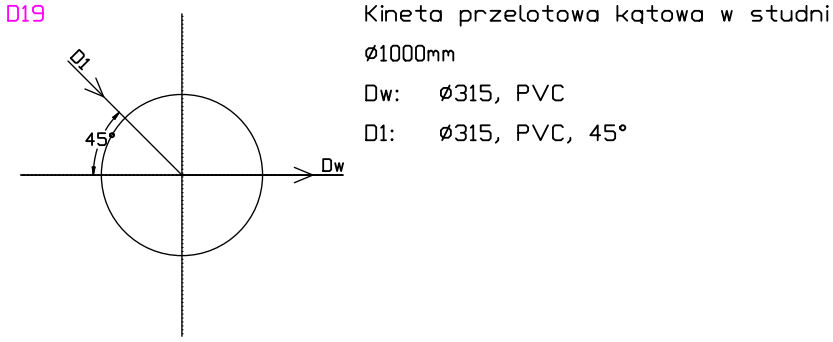 D19
Kineta przelotowa kątowa w studni
Ø1000mm
Dw: Ø315, PVC
D1: Ø315, PVC, 45°
D1
45°
Dw